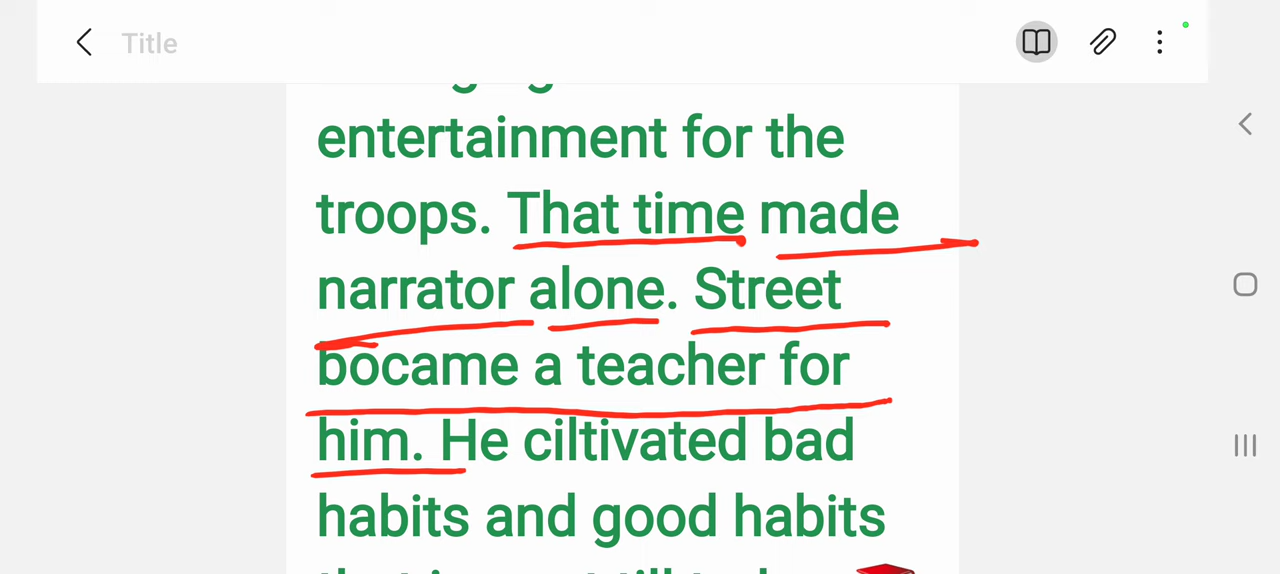 Title
entertainment for the
troops. That time made
narrator alone. Street
bocame a teacher for
him. He ciltivated bad
habits and good habits